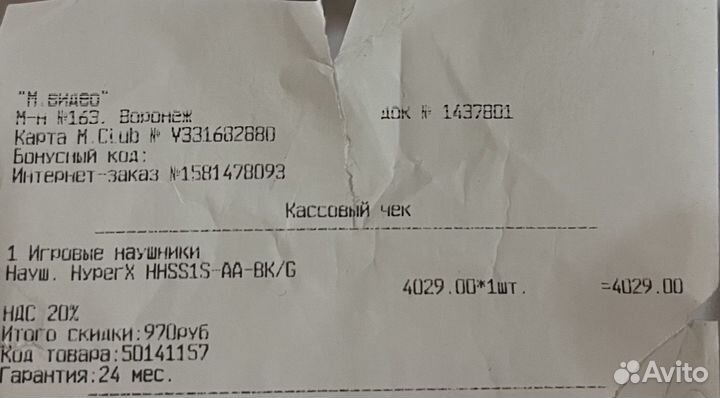 "М.видео"
М-н №163. Воронеж док № 1437801
Карта M.Club № Y331682880
Бонусный код:
Интернет-заказ №1581478093
Кассовый чек
1 Игровые наушники
Науш. HyperX HHSS1S-AA-BK/G
4029.00*1шт. =4029.00
НДС 20%
Итого скидки:970руб
Код товара:50141157
Гарантия:24 мес.
Avito